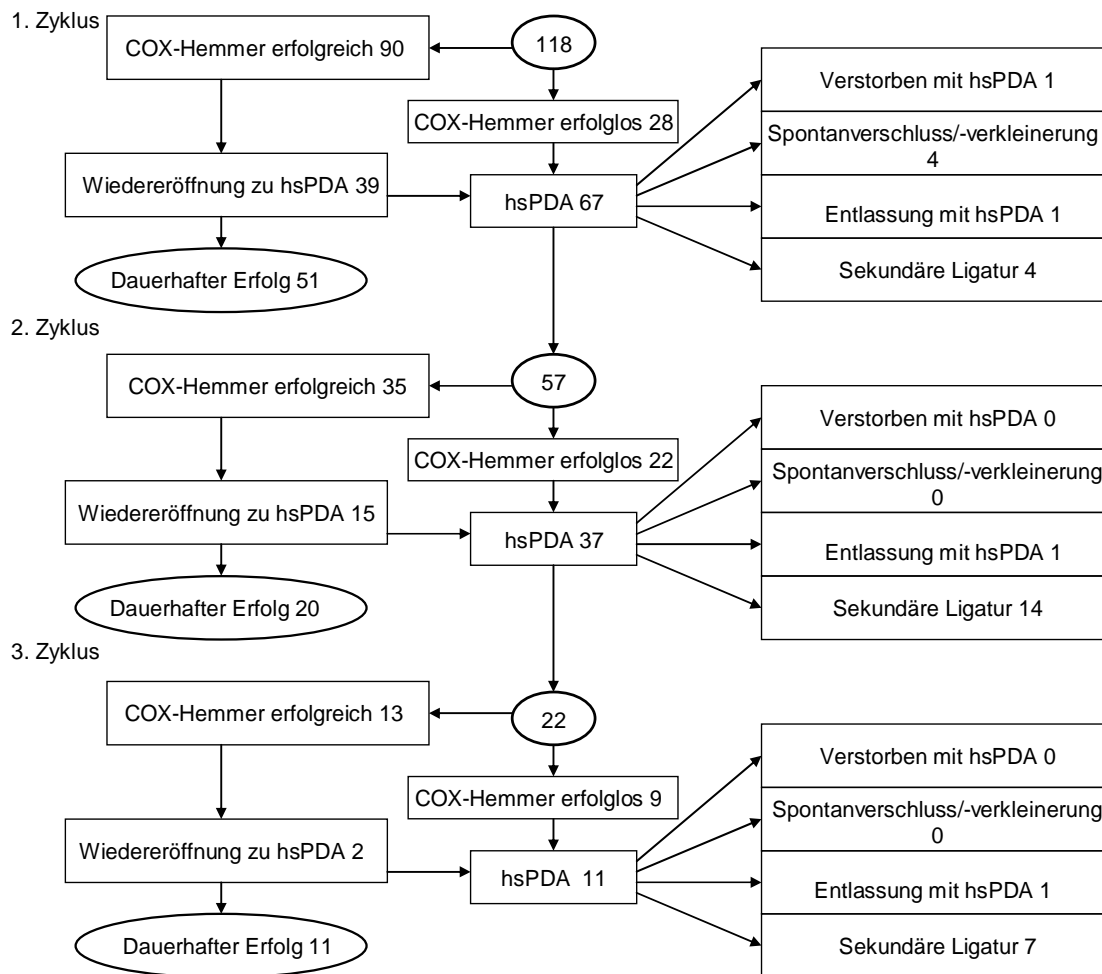 1. Zyklus
COX-Hemmer erfolgreich 90
118
Verstorben mit hsPDA 1
COX-Hemmer erfolglos 28
Spontanverschluss/-verkleinerung
4
Wiedereröffnung zu hsPDA 39
hsPDA 67
Entlassung mit hsPDA 1
Dauerhafter Erfolg 51
Sekundäre Ligatur 4
2. Zyklus
COX-Hemmer erfolgreich 35
57
Verstorben mit hsPDA 0
COX-Hemmer erfolglos 22
Spontanverschluss/-verkleinerung
0
Wiedereröffnung zu hsPDA 15
hsPDA 37
Entlassung mit hsPDA 1
Dauerhafter Erfolg 20
Sekundäre Ligatur 14
3. Zyklus
COX-Hemmer erfolgreich 13
22
Verstorben mit hsPDA 0
COX-Hemmer erfolglos 9
Spontanverschluss/-verkleinerung
0
Wiedereröffnung zu hsPDA 2
hsPDA 11
Entlassung mit hsPDA 1
Dauerhafter Erfolg 11
Sekundäre Ligatur 7